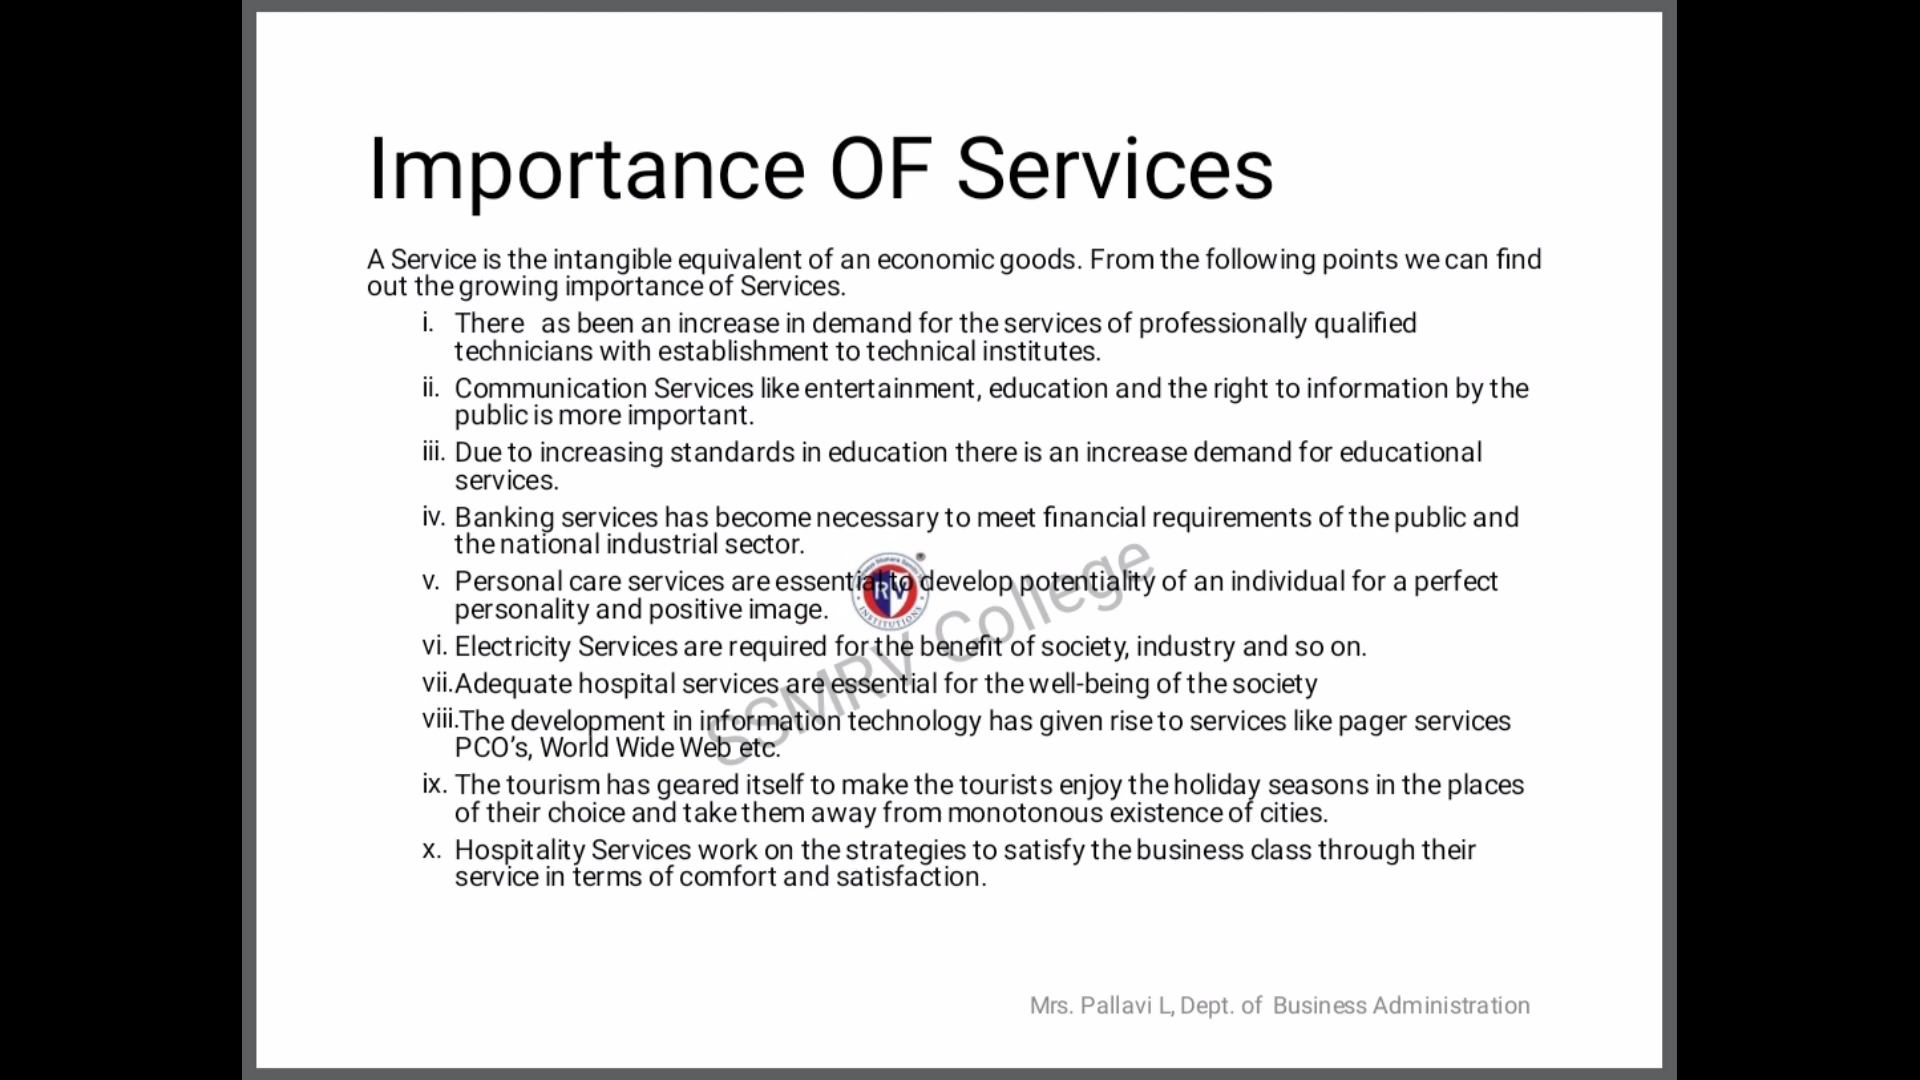 Importance OF Services
A Service is the intangible equivalent of an economic goods. From the following points we can find
out the growing importance of Services.
i. There as been an increase in demand for the services of professionally qualified
technicians with establishment to technical institutes.
ii. Communication Services like entertainment, education and the right to information by the
public is more important.
iii. Due to increasing standards in education there is an increase demand for educational
services.
iv. Banking services has become necessary to meet financial requirements of the public and
the national industrial sector.
v. Personal care services are essential to develop potentiality of an individual for a perfect
personality and positive image.
RV
INSTITUTIONS
SSMRV College
vi. Electricity Services are required for the benefit of society, industry and so on.
vii. Adequate hospital services are essential for the well-being of the society
viii. The development in information technology has given rise to services like pager services
PCO's, World Wide Web etc.
ix. The tourism has geared itself to make the tourists enjoy the holiday seasons in the places
of their choice and take them away from monotonous existence of cities.
x. Hospitality Services work on the strategies to satisfy the business class through their
service in terms of comfort and satisfaction.
Mrs. Pallavi L, Dept. of Business Administration